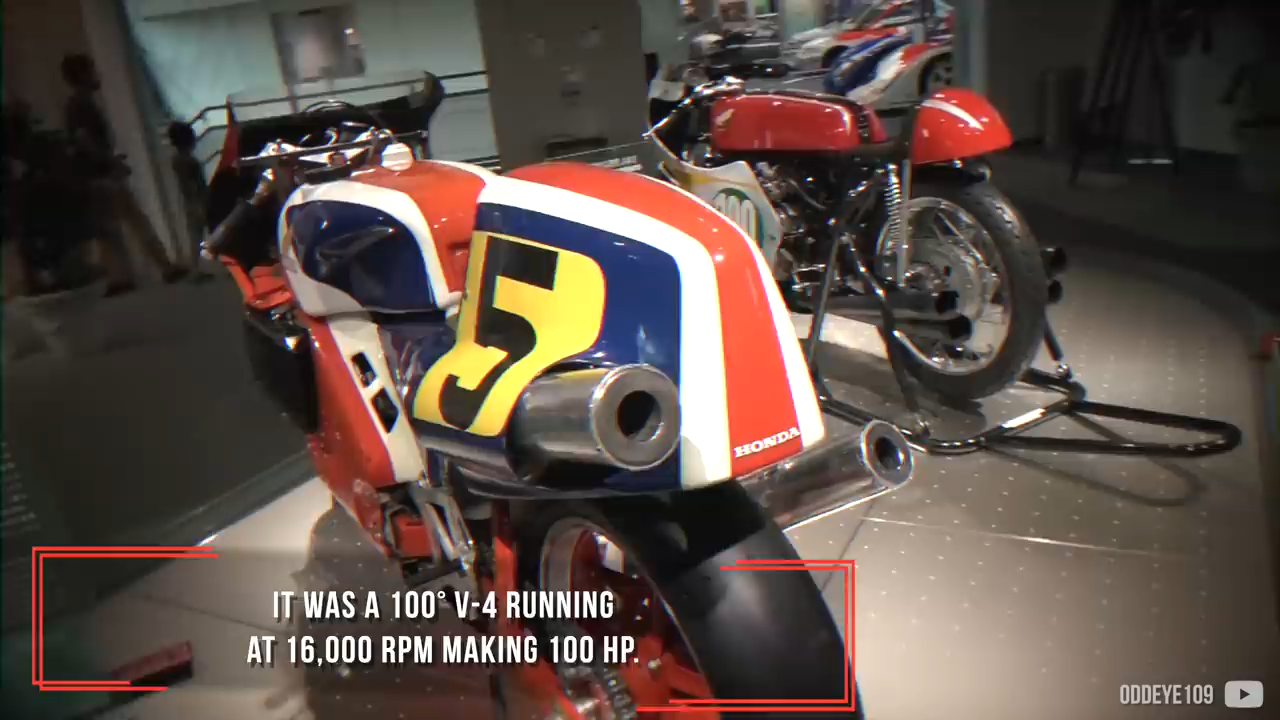 5
HONDA
IT WAS A 100° V-4 RUNNING
AT 16,000 RPM MAKING 100 HP.
ODDEYE109